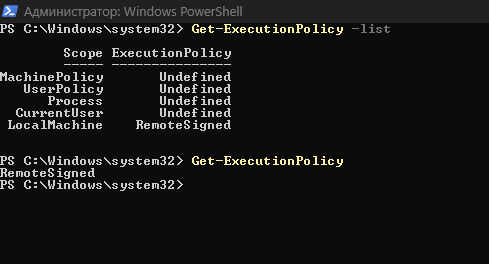 Администратор: Windows PowerShell
PS C:\Windows\system32> Get-ExecutionPolicy -list
Scope ExecutionPolicy
----- ---------------
MachinePolicy Undefined
UserPolicy Undefined
Process Undefined
CurrentUser Undefined
LocalMachine RemoteSigned
PS C:\Windows\system32> Get-ExecutionPolicy
RemoteSigned
PS C:\Windows\system32>